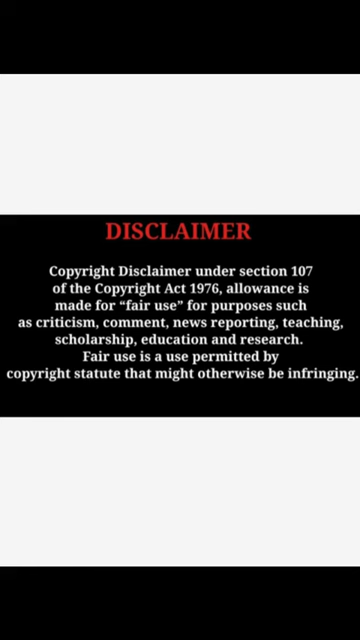 DISCLAIMER
Copyright Disclaimer under section 107
of the Copyright Act 1976, allowance is
made for “fair use” for purposes such
as criticism, comment, news reporting, teaching,
scholarship, education and research.
Fair use is a use permitted by
copyright statute that might otherwise be infringing.